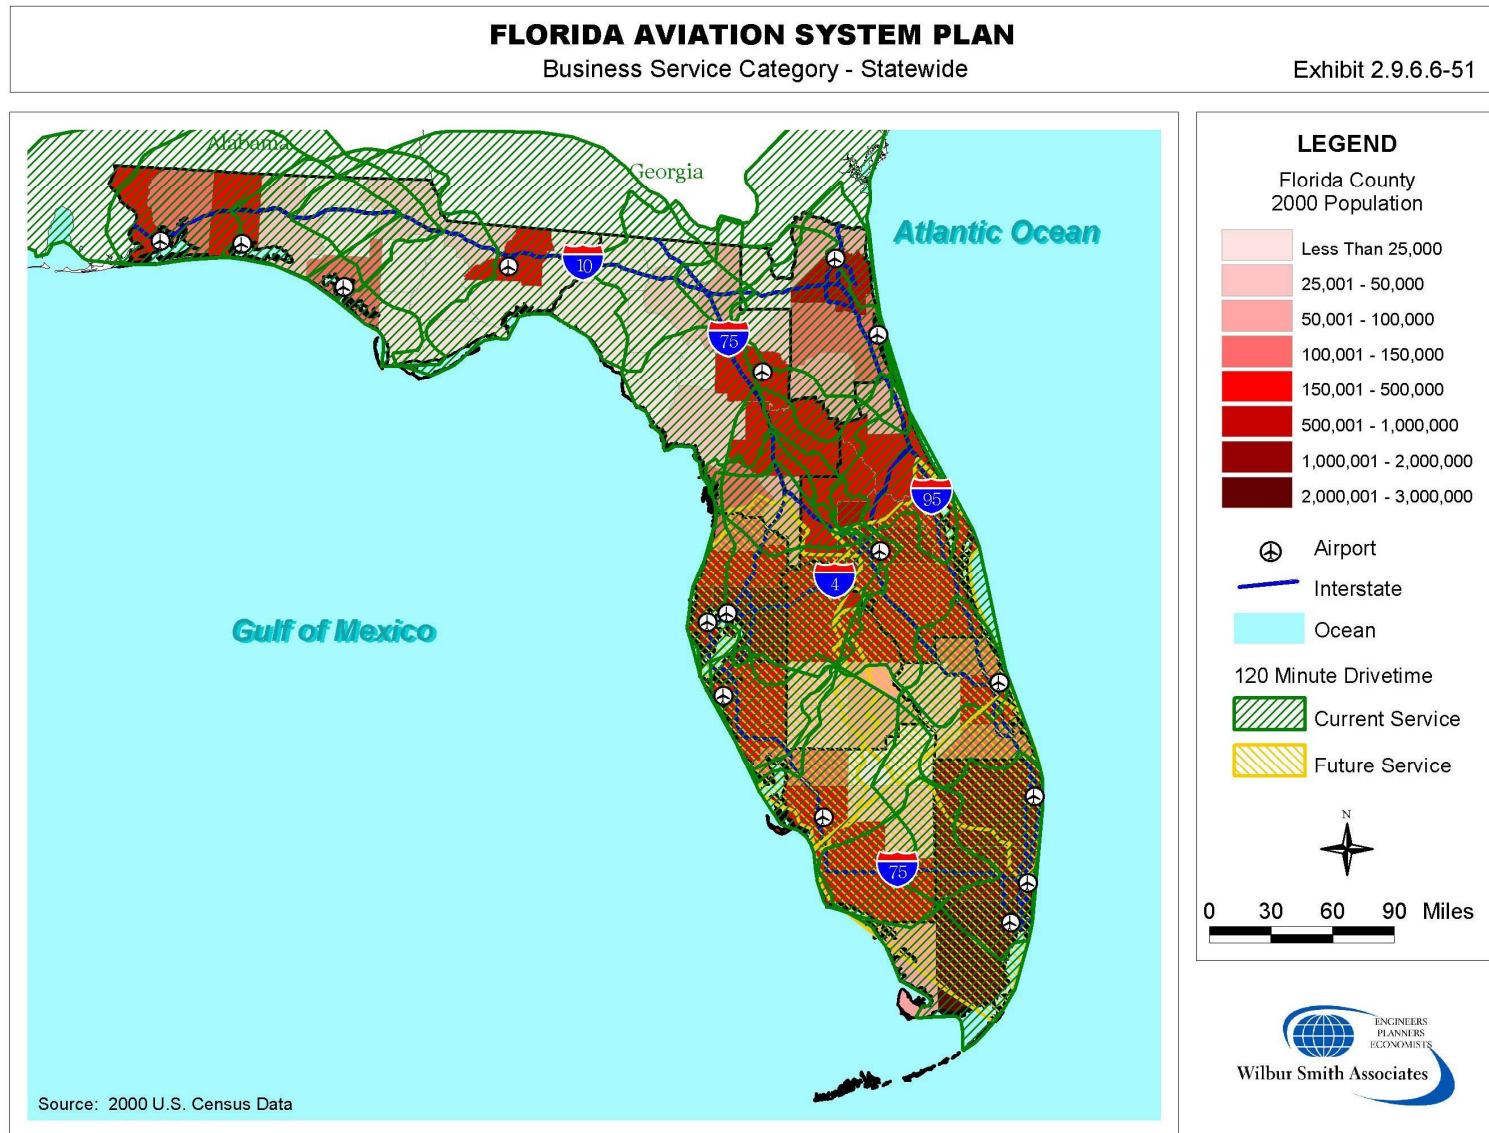 FLORIDA AVIATION SYSTEM PLAN
Business Service Category - Statewide
Exhibit 2.9.6.6-51
Alabama
Georgia
Atlantic Ocean
10
75
95
4
Gulf of Mexico
75
Source: 2000 U.S. Census Data
LEGEND
Florida County
2000 Population
Less Than 25,000
25,001 - 50,000
50,001 - 100,000
100,001 - 150,000
150,001 - 500,000
500,001 - 1,000,000
1,000,001 - 2,000,000
2,000,001 - 3,000,000
Airport
Interstate
Ocean
120 Minute Drivetime
Current Service
Future Service
N
0 30 60 90 Miles
ENGINEERS
PLANNERS
ECONOMISTS
Wilbur Smith Associates